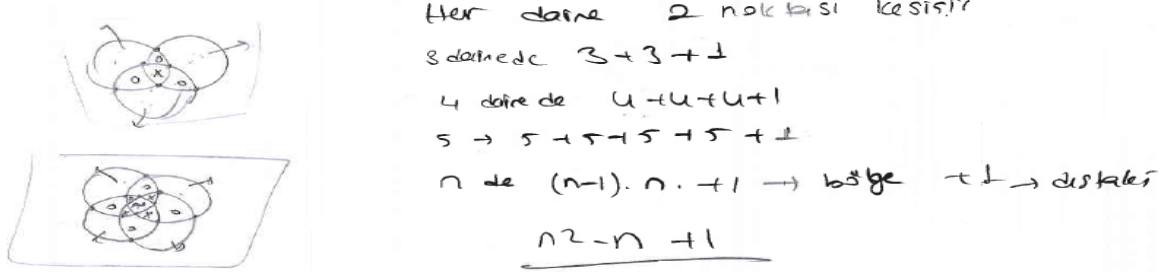 Her daire 2 noktası kesişir
3 dairede 3+3+1
4 daire de 4+4+4+1
5 → 5+5+5+5+1
n de (n-1).n.+1 → bölge +1 → dıştaki
n2-n+1